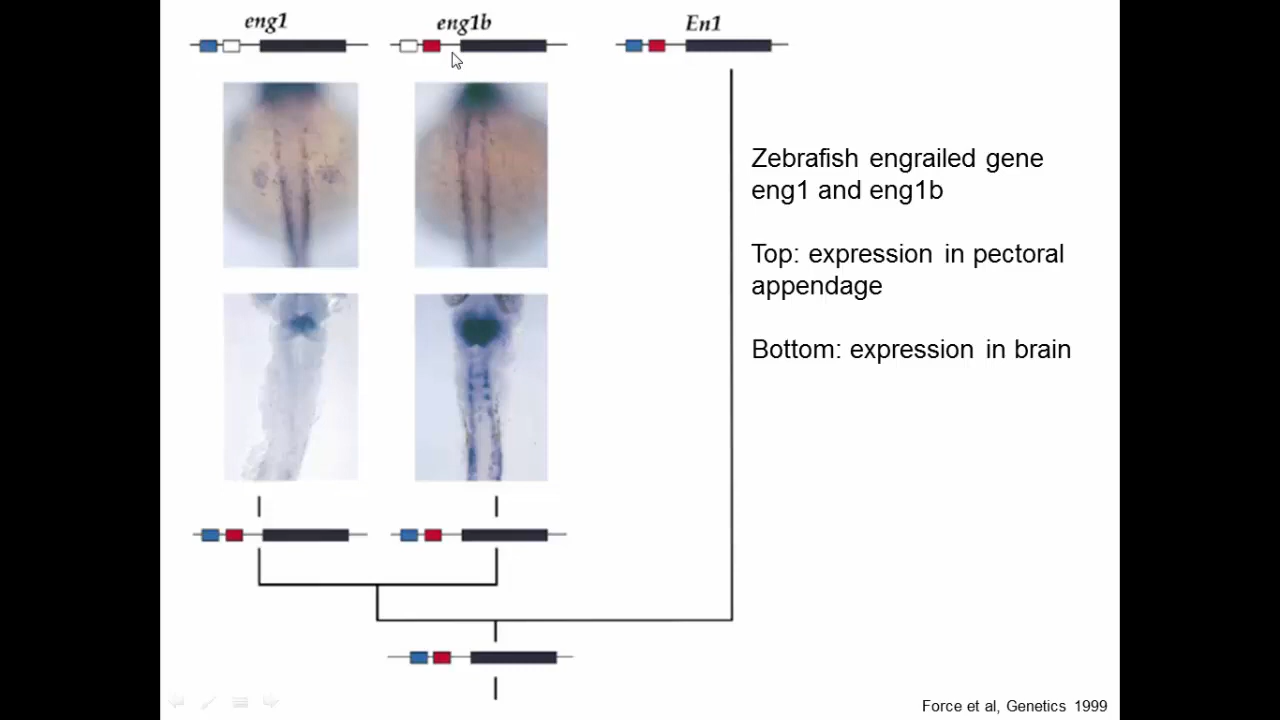 eng1
eng1b
En1
Zebrafish engrailed gene
eng1 and eng1b
Top: expression in pectoral
appendage
Bottom: expression in brain
Force et al, Genetics 1999